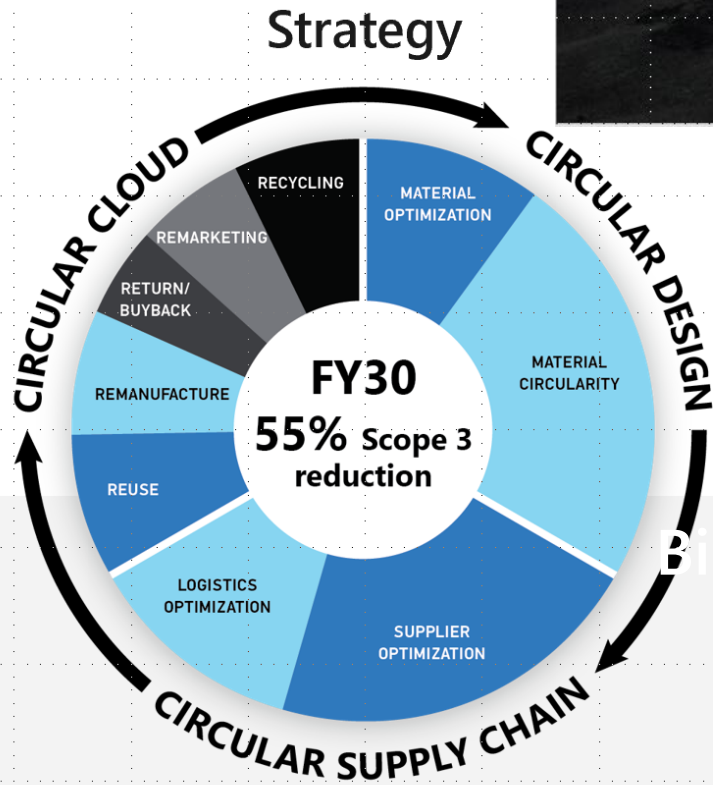 Strategy
CIRCULAR CLOUD
CIRCULAR DESIGN
CIRCULAR SUPPLY CHAIN
RECYCLING
MATERIAL
OPTIMIZATION
REMARKETING
RETURN/
BUYBACK
MATERIAL
CIRCULARITY
REMANUFACTURE
FY30
55% Scope 3
reduction
REUSE
LOGISTICS
OPTIMIZATION
SUPPLIER
OPTIMIZATION
Bi